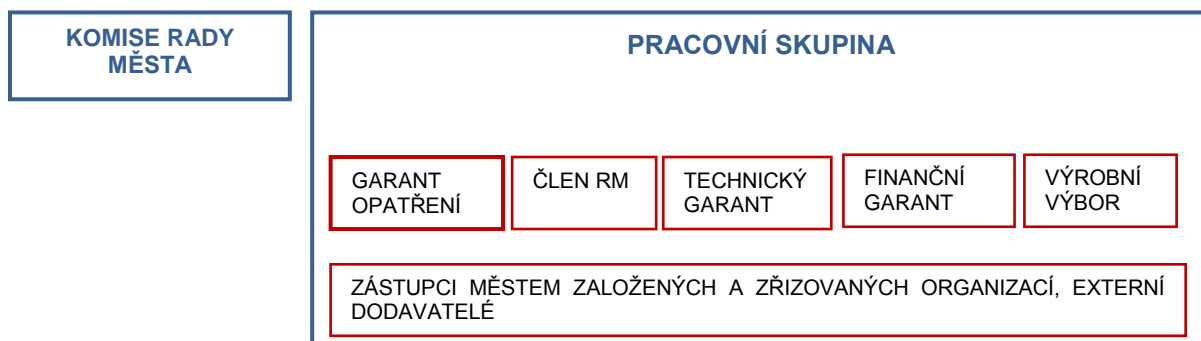 KOMISE RADY
MĚSTA
PRACOVNÍ SKUPINA
GARANT
OPATŘENÍ
ČLEN RM
TECHNICKÝ
GARANT
FINANČNÍ
GARANT
VÝROBNÍ
VÝBOR
ZÁSTUPCI MĚSTEM ZALOŽENÝCH A ZŘIZOVANÝCH ORGANIZACÍ, EXTERNÍ
DODAVATELÉ